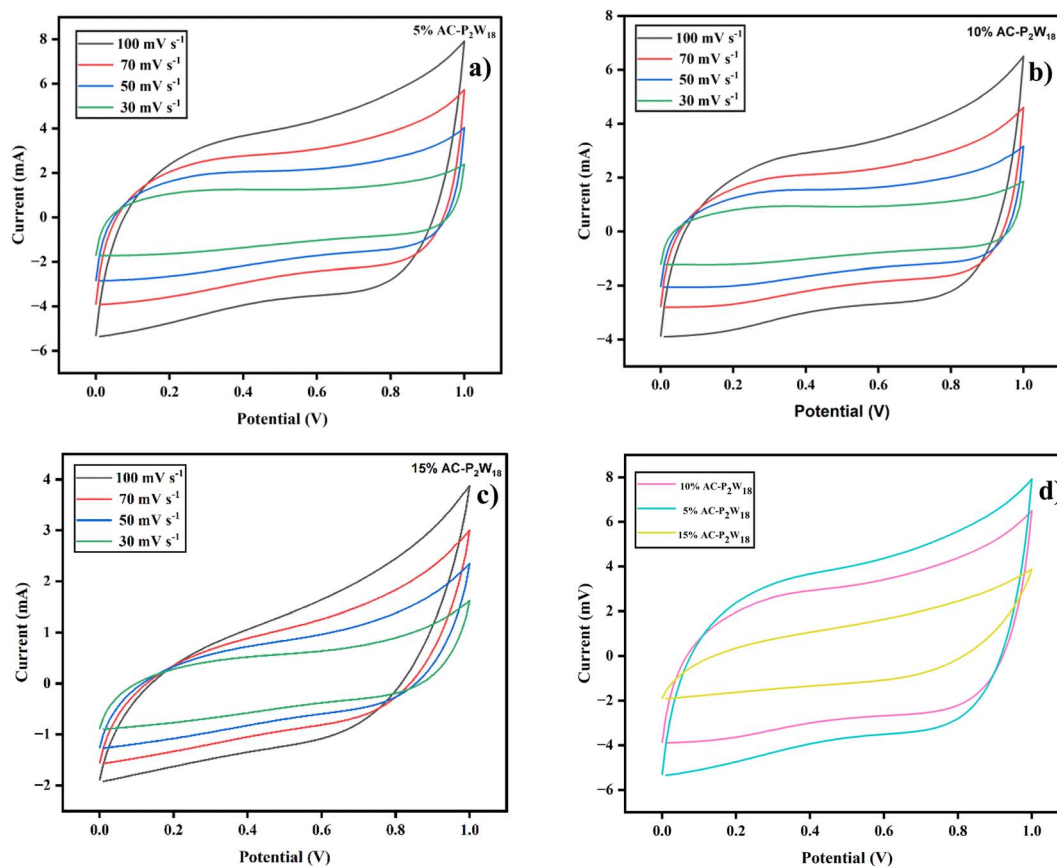 5% AC-P₂W₁₈
a)
100 mV s⁻¹
70 mV s⁻¹
50 mV s⁻¹
30 mV s⁻¹
8
6
4
2
0
−2
−4
−6
Current (mA)
0.0 0.2 0.4 0.6 0.8 1.0
Potential (V)
10% AC-P₂W₁₈
b)
100 mV s⁻¹
70 mV s⁻¹
50 mV s⁻¹
30 mV s⁻¹
8
6
4
2
0
−2
−4
Current (mA)
0.0 0.2 0.4 0.6 0.8 1.0
Potential (V)
15% AC-P₂W₁₈
c)
100 mV s⁻¹
70 mV s⁻¹
50 mV s⁻¹
30 mV s⁻¹
4
3
2
1
0
−1
−2
Current (mA)
0.0 0.2 0.4 0.6 0.8 1.0
Potential (V)
d)
10% AC-P₂W₁₈
5% AC-P₂W₁₈
15% AC-P₂W₁₈
8
6
4
2
0
−2
−4
−6
Current (mV)
0.0 0.2 0.4 0.6 0.8 1.0
Potential (V)